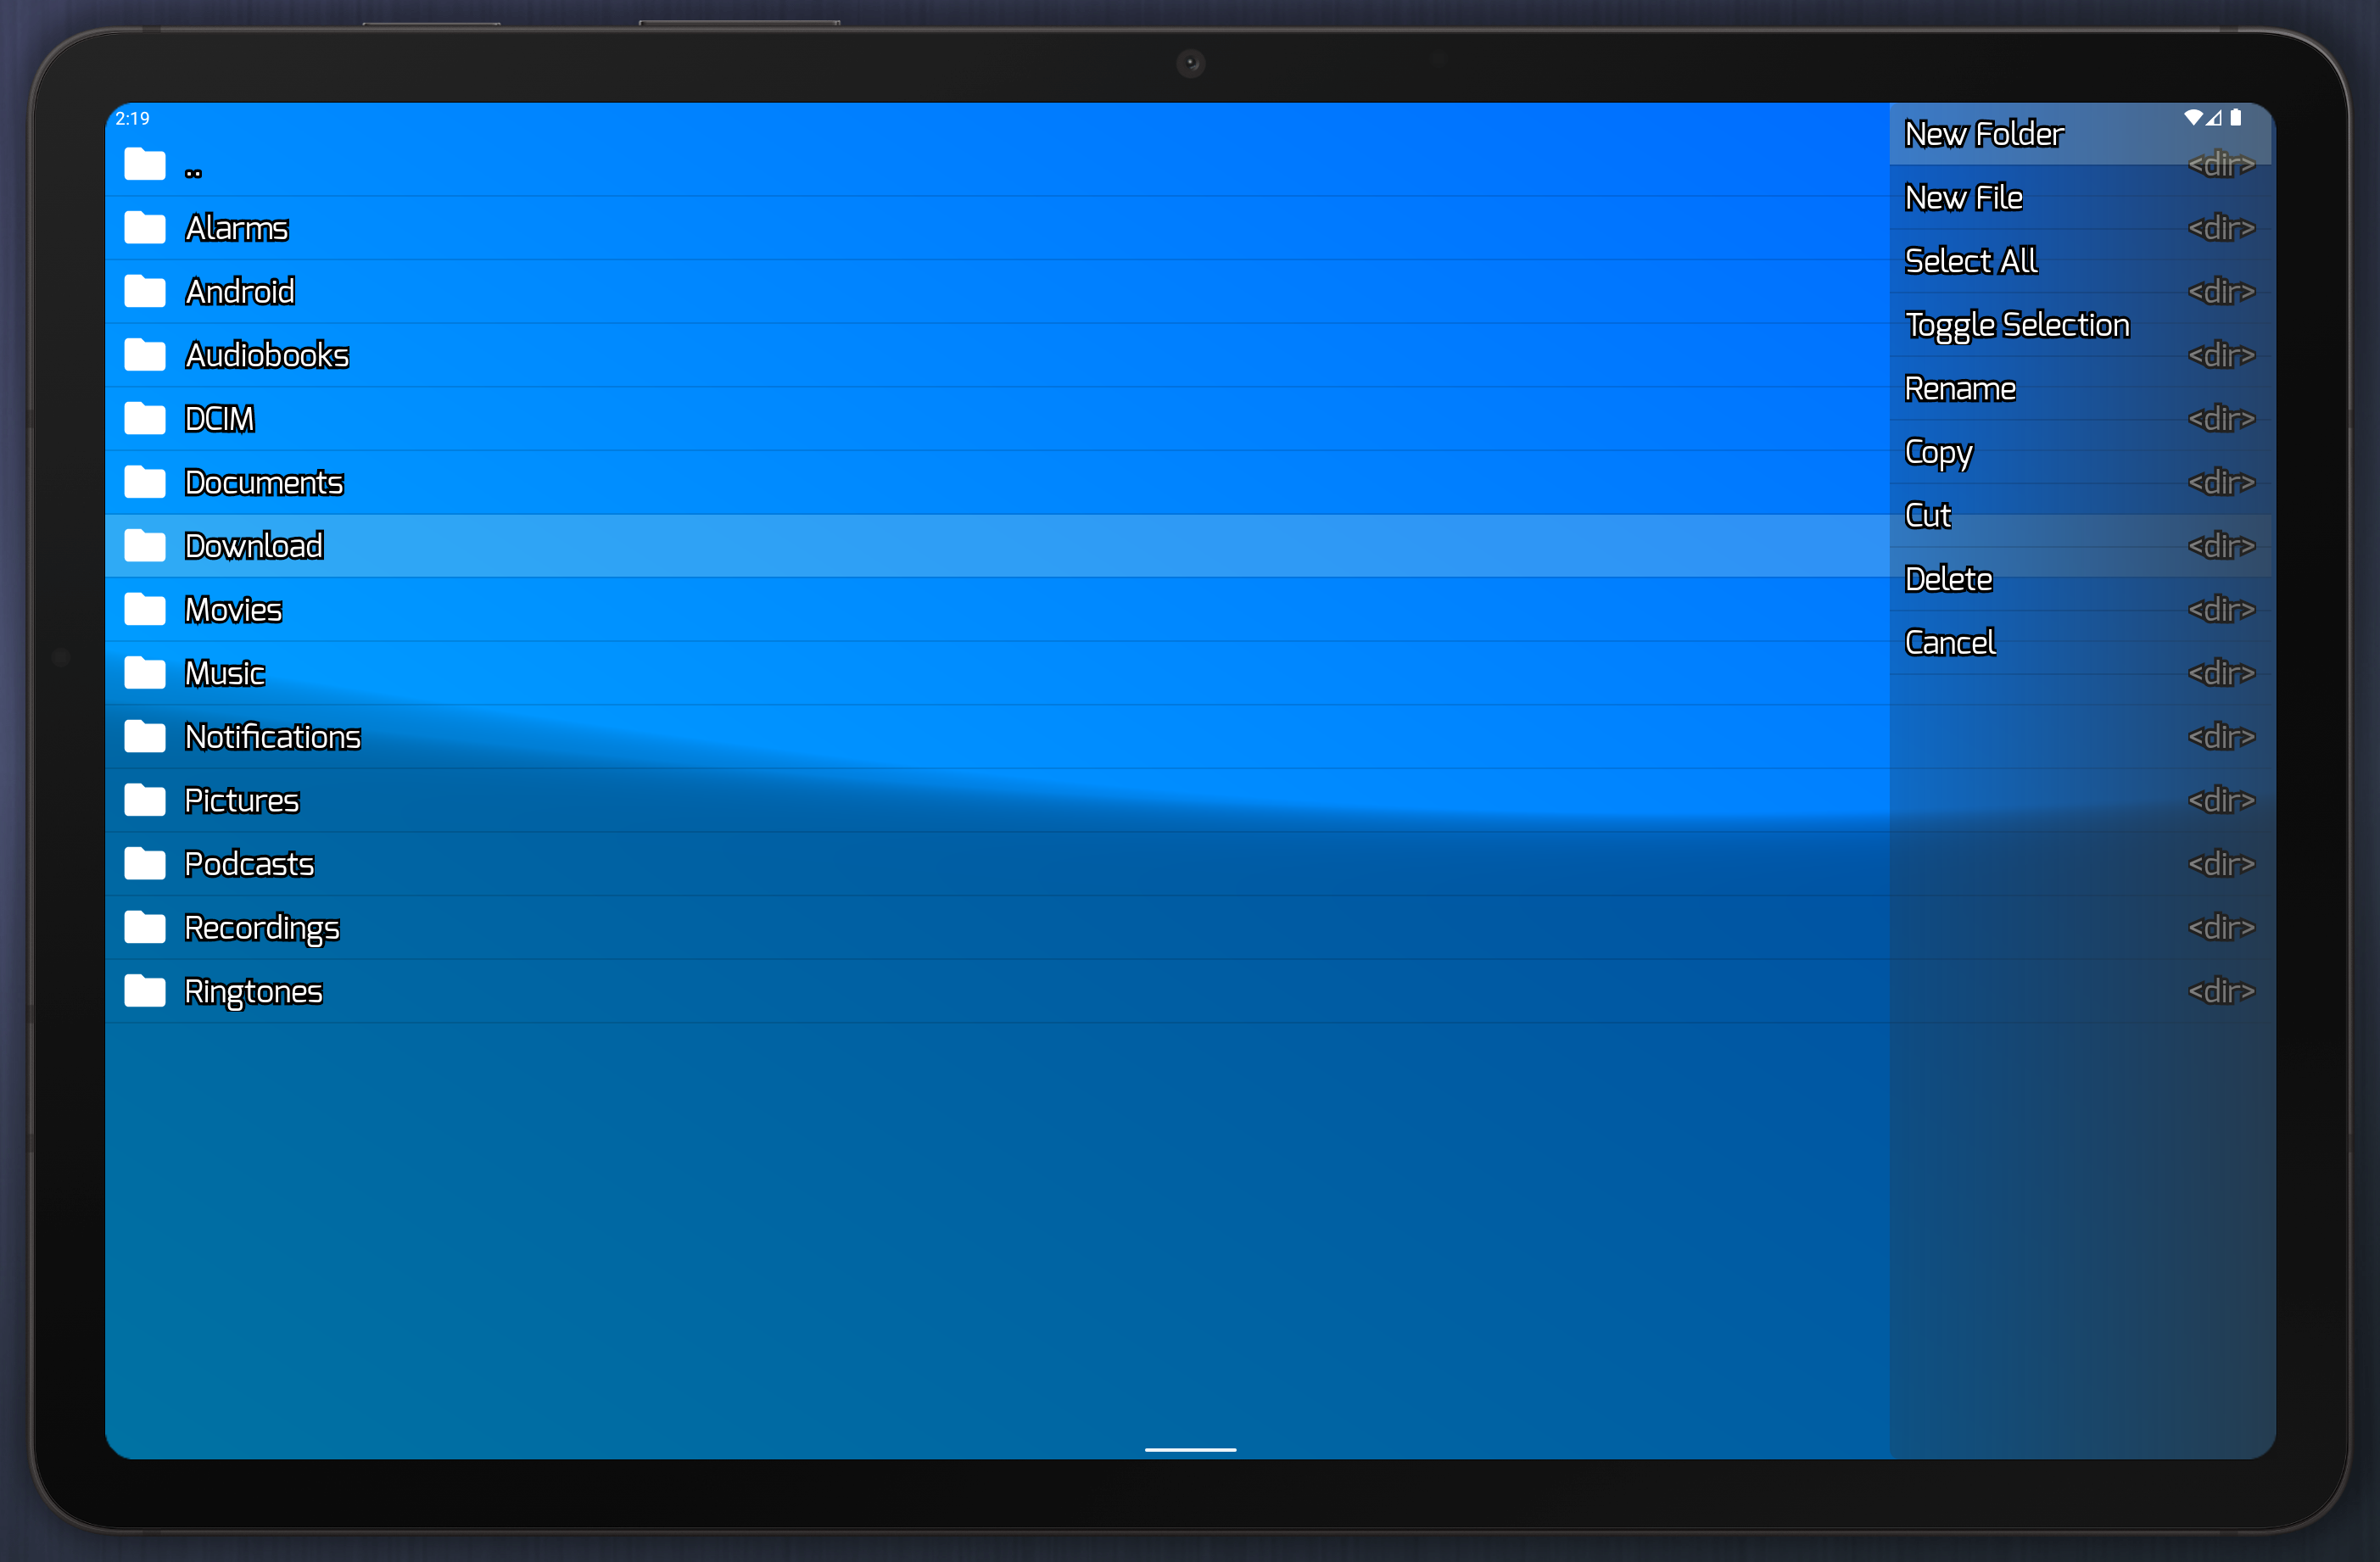 2:19
..
<dir>
Alarms
<dir>
Android
<dir>
Audiobooks
<dir>
DCIM
<dir>
Documents
<dir>
Download
<dir>
Movies
<dir>
Music
<dir>
Notifications
<dir>
Pictures
<dir>
Podcasts
<dir>
Recordings
<dir>
Ringtones
<dir>
New Folder
New File
Select All
Toggle Selection
Rename
Copy
Cut
Delete
Cancel